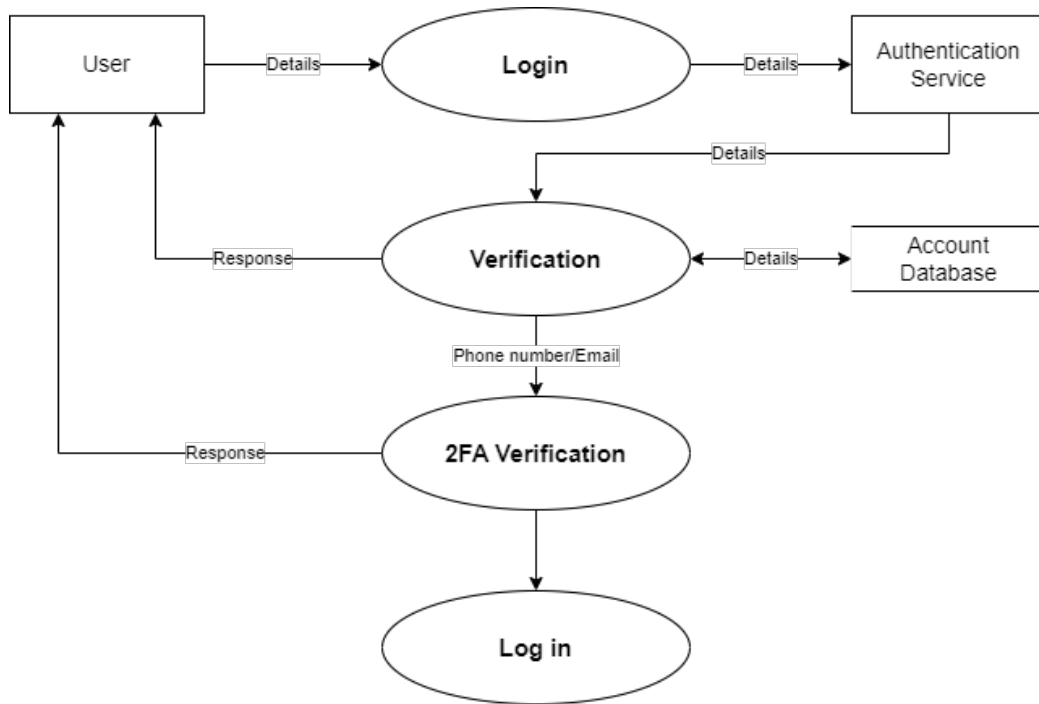 User
Details
Login
Details
Authentication
Service
Details
Response
Verification
Details
Account
Database
Phone number/Email
Response
2FA Verification
Log in